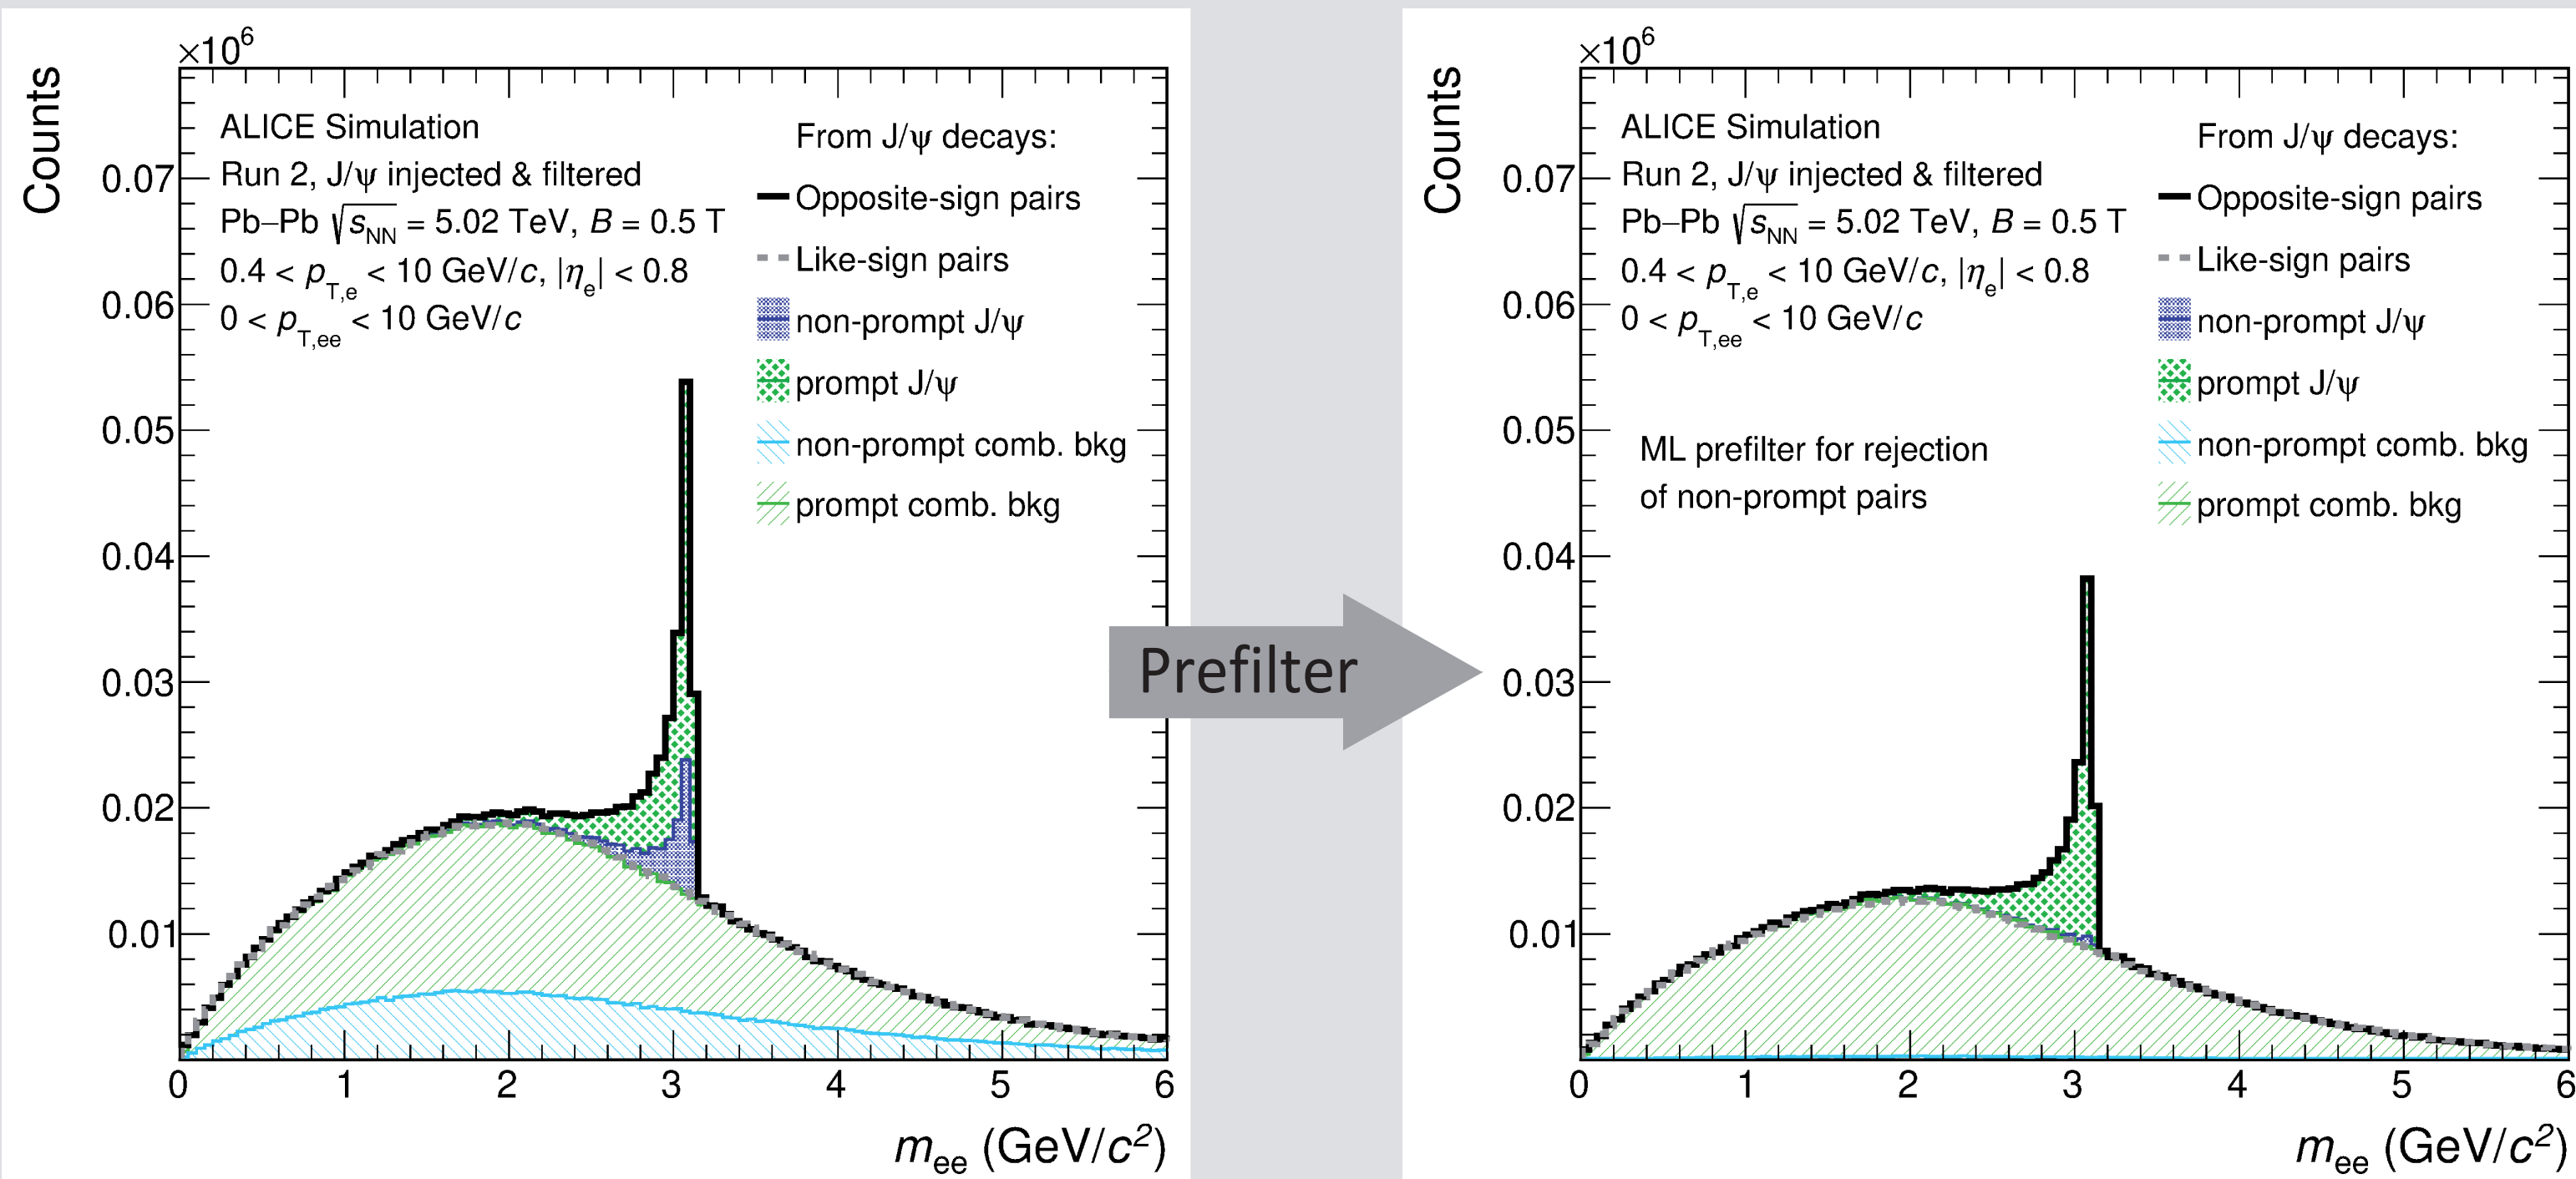 ×10⁶
Counts
ALICE Simulation
Run 2, J/ψ injected & filtered
Pb–Pb √sNN = 5.02 TeV, B = 0.5 T
0.4 < pT,e < 10 GeV/c, |ηe| < 0.8
0 < pT,ee < 10 GeV/c
From J/ψ decays:
Opposite-sign pairs
Like-sign pairs
non-prompt J/ψ
prompt J/ψ
non-prompt comb. bkg
prompt comb. bkg
0.07
0.06
0.05
0.04
0.03
0.02
0.01
0 1 2 3 4 5 6
mee (GeV/c²)
Prefilter
×10⁶
Counts
ALICE Simulation
Run 2, J/ψ injected & filtered
Pb–Pb √sNN = 5.02 TeV, B = 0.5 T
0.4 < pT,e < 10 GeV/c, |ηe| < 0.8
0 < pT,ee < 10 GeV/c
ML prefilter for rejection
of non-prompt pairs
From J/ψ decays:
Opposite-sign pairs
Like-sign pairs
non-prompt J/ψ
prompt J/ψ
non-prompt comb. bkg
prompt comb. bkg
0.07
0.06
0.05
0.04
0.03
0.02
0.01
0 1 2 3 4 5 6
mee (GeV/c²)